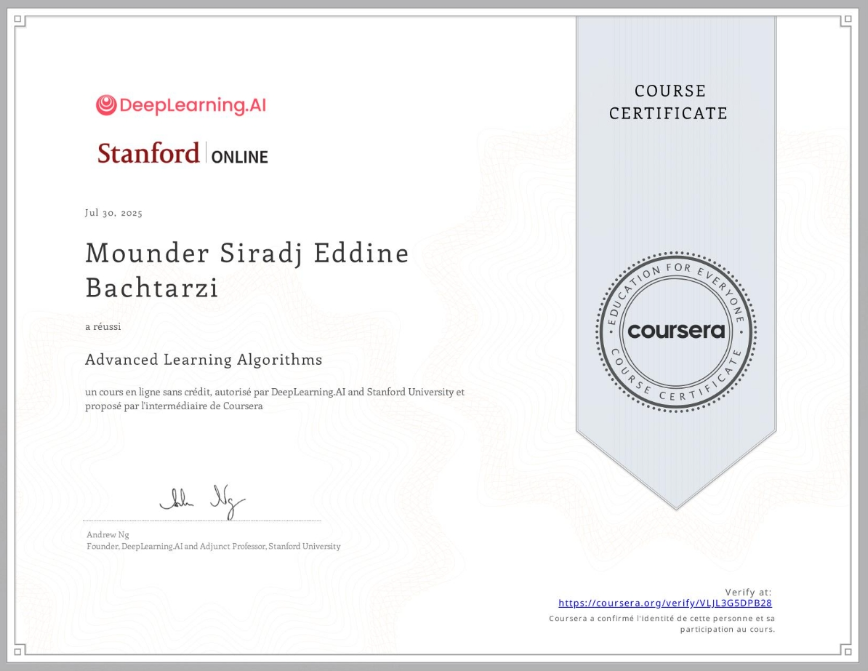 DeepLearning.AI
Stanford | ONLINE
Jul 30, 2025
Mounder Siradj Eddine
Bachtarzi
a réussi
Advanced Learning Algorithms
un cours en ligne sans crédit, autorisé par DeepLearning.AI and Stanford University et
proposé par l'intermédiaire de Coursera
Andrew Ng
Founder, DeepLearning.AI and Adjunct Professor, Stanford University
COURSE
CERTIFICATE
EDUCATION FOR EVERYONE
coursera
COURSE CERTIFICATE
Verify at:
https://coursera.org/verify/VLJL3G5DPB28
Coursera a confirmé l'identité de cette personne et sa
participation au cours.